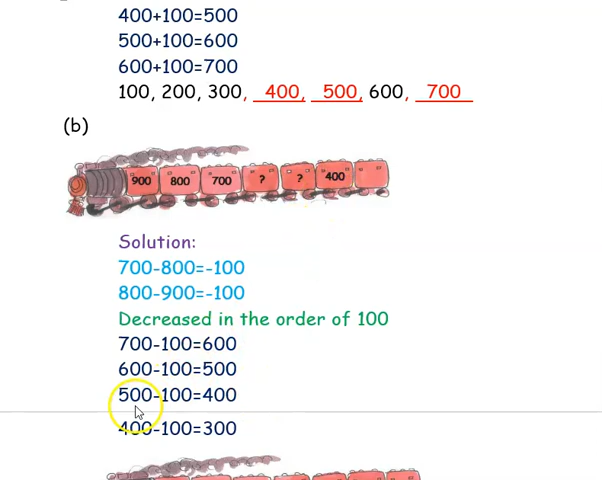 400+100=500
500+100=600
600+100=700
100, 200, 300, 400, 500, 600, 700
(b)
900 800 700 ? ? 400
Solution:
700-800=-100
800-900=-100
Decreased in the order of 100
700-100=600
600-100=500
500-100=400
400-100=300